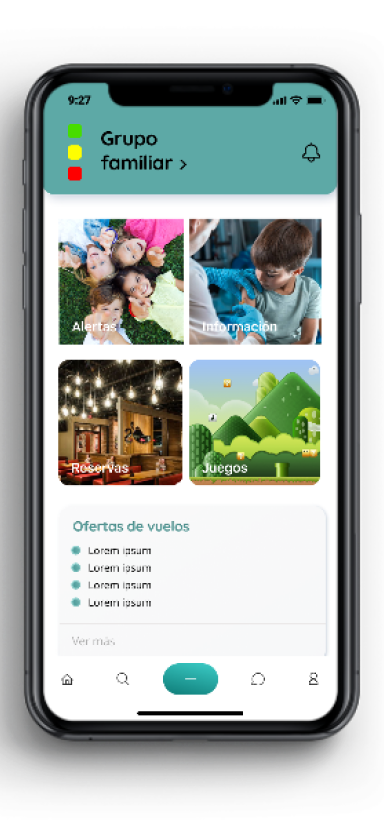 9:27
Grupo
familiar >
Alertas
Información
Reservas
Juegos
Ofertas de vuelos
Lorem ipsum
Lorem ipsum
Lorem ipsum
Lorem ipsum
Ver más